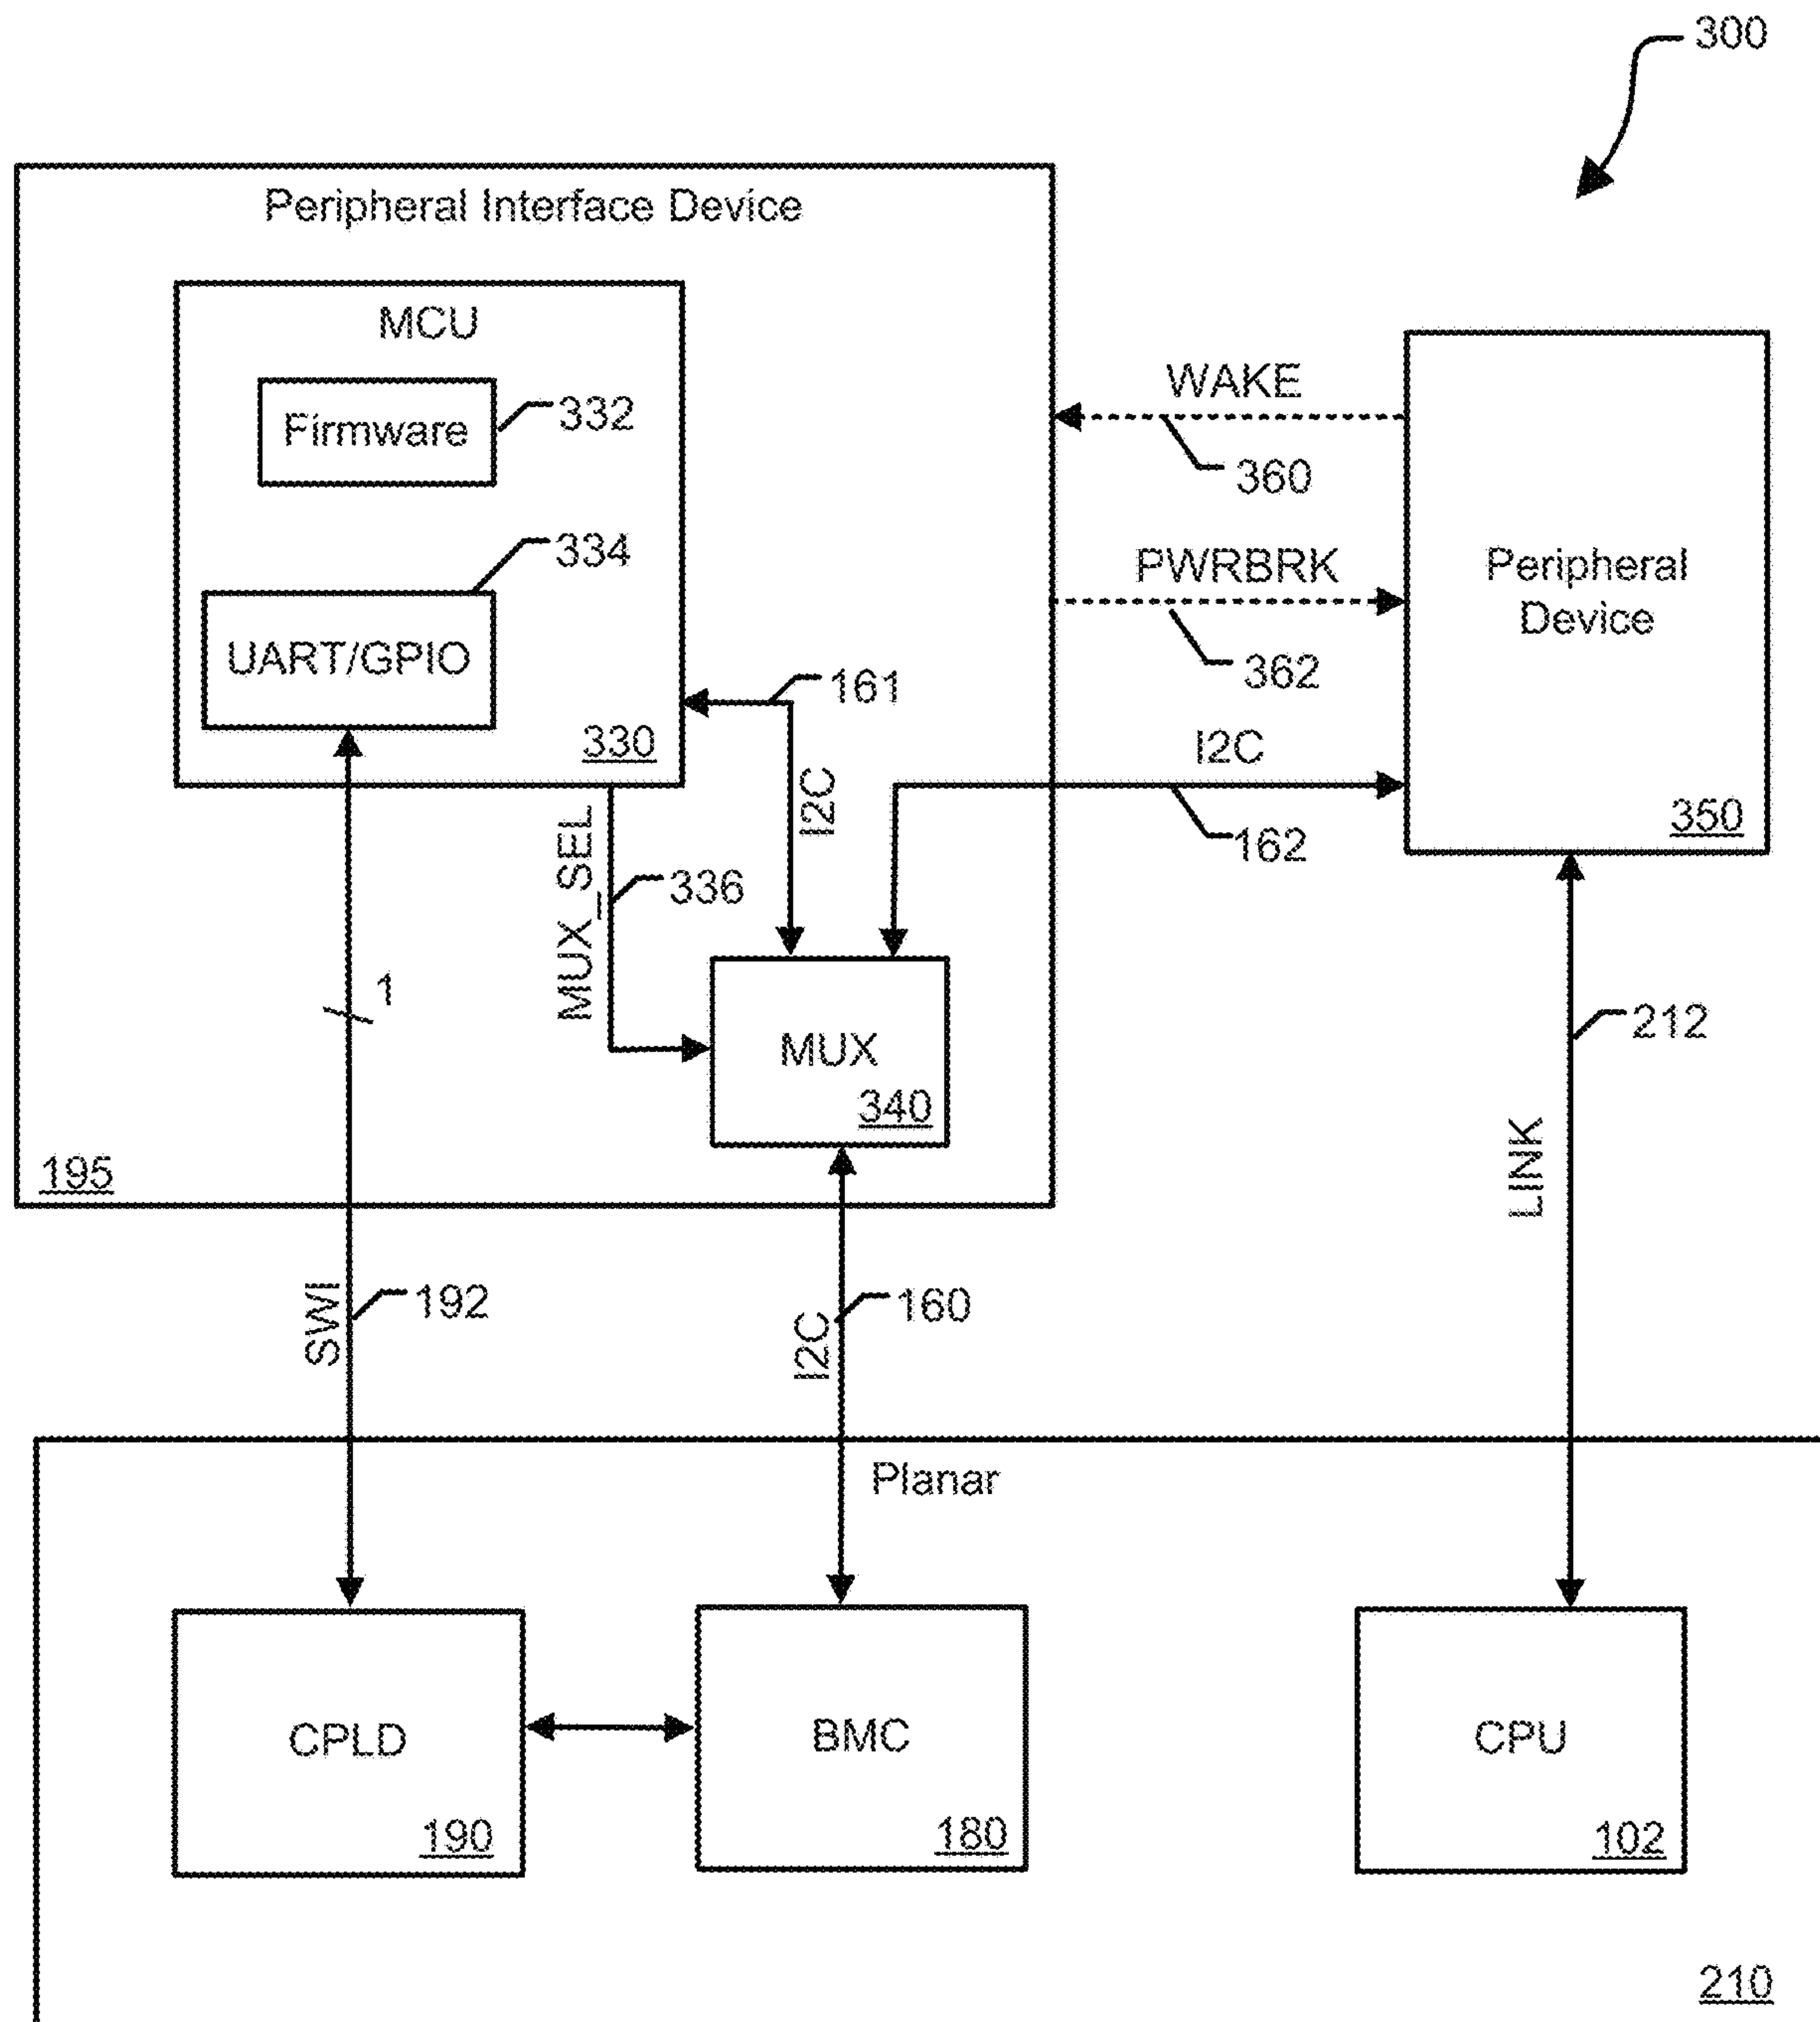 300
Peripheral Interface Device
MCU
Firmware
332
334
UART/GPIO
330
161
I2C
MUX_SEL
336
MUX
340
1
195
WAKE
360
PWRBRK
362
I2C
162
Peripheral
Device
350
212
LINK
SWI
192
I2C
160
Planar
CPLD
190
BMC
180
CPU
102
210